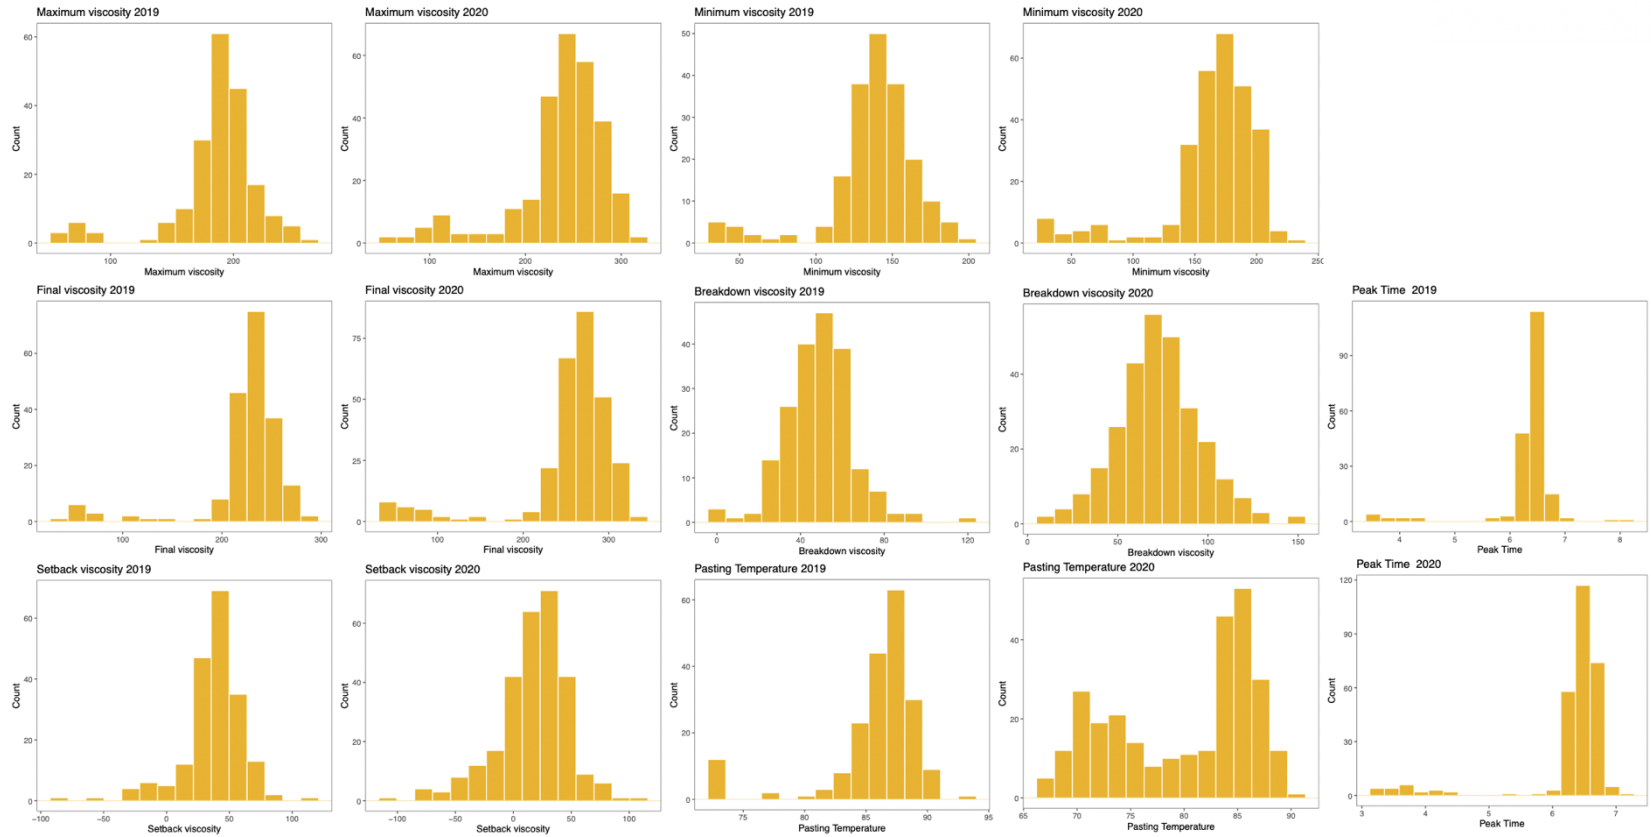 Maximum viscosity 2019
60
40
20
0
Count
100 200
Maximum viscosity
Maximum viscosity 2020
60
40
20
0
Count
100 200 300
Maximum viscosity
Minimum viscosity 2019
50
40
30
20
10
0
Count
50 100 150 200
Minimum viscosity
Minimum viscosity 2020
60
40
20
0
Count
50 100 150 200 250
Minimum viscosity
Final viscosity 2019
60
40
20
0
Count
100 200 300
Final viscosity
Final viscosity 2020
75
50
25
0
Count
100 200 300
Final viscosity
Breakdown viscosity 2019
40
30
20
10
0
Count
0 40 80 120
Breakdown viscosity
Breakdown viscosity 2020
40
20
0
Count
0 50 100 150
Breakdown viscosity
Peak Time 2019
90
60
30
0
Count
4 5 6 7 8
Peak Time
Setback viscosity 2019
60
40
20
0
Count
−100 −50 0 50 100
Setback viscosity
Setback viscosity 2020
60
40
20
0
Count
−100 −50 0 50 100
Setback viscosity
Pasting Temperature 2019
60
40
20
0
Count
75 80 85 90 95
Pasting Temperature
Pasting Temperature 2020
40
20
0
Count
65 70 75 80 85 90
Pasting Temperature
Peak Time 2020
120
90
60
30
0
Count
3 4 5 6 7
Peak Time